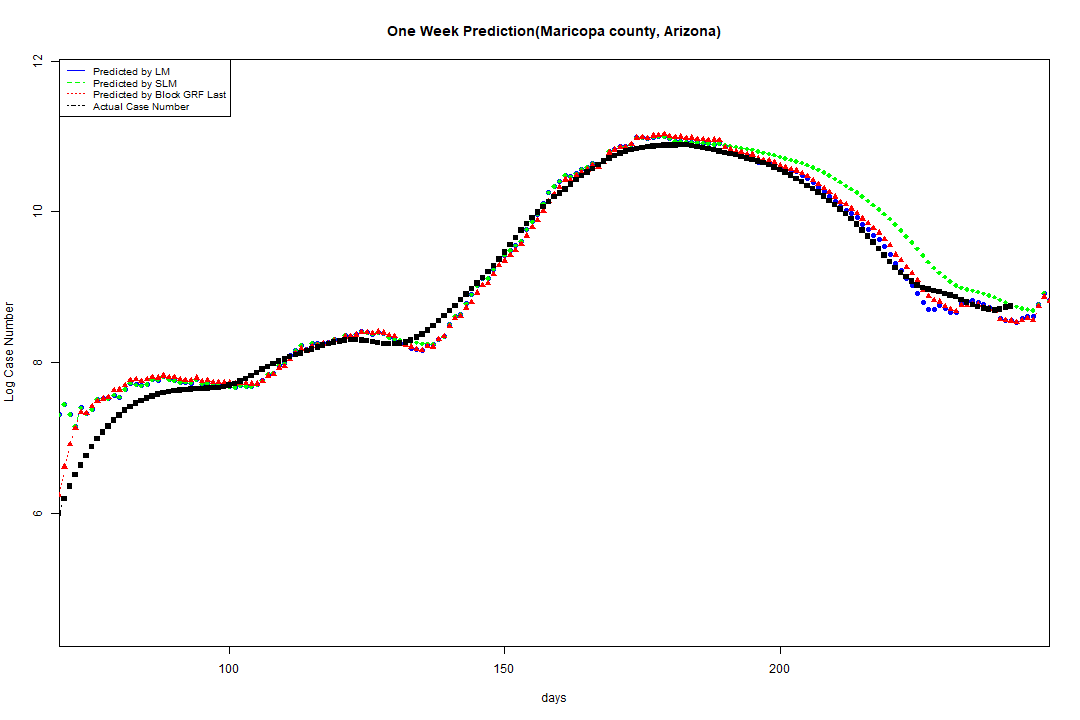 One Week Prediction(Maricopa county, Arizona)
Predicted by LM
Predicted by SLM
Predicted by Block GRF Last
Actual Case Number
12
10
8
6
Log Case Number
100
150
200
days